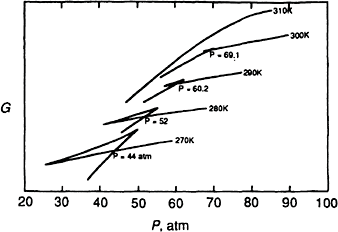 310K
300K
P = 69.1
290K
P = 60.2
G
280K
P = 52
270K
P = 44 atm
20 30 40 50 60 70 80 90 100
P, atm